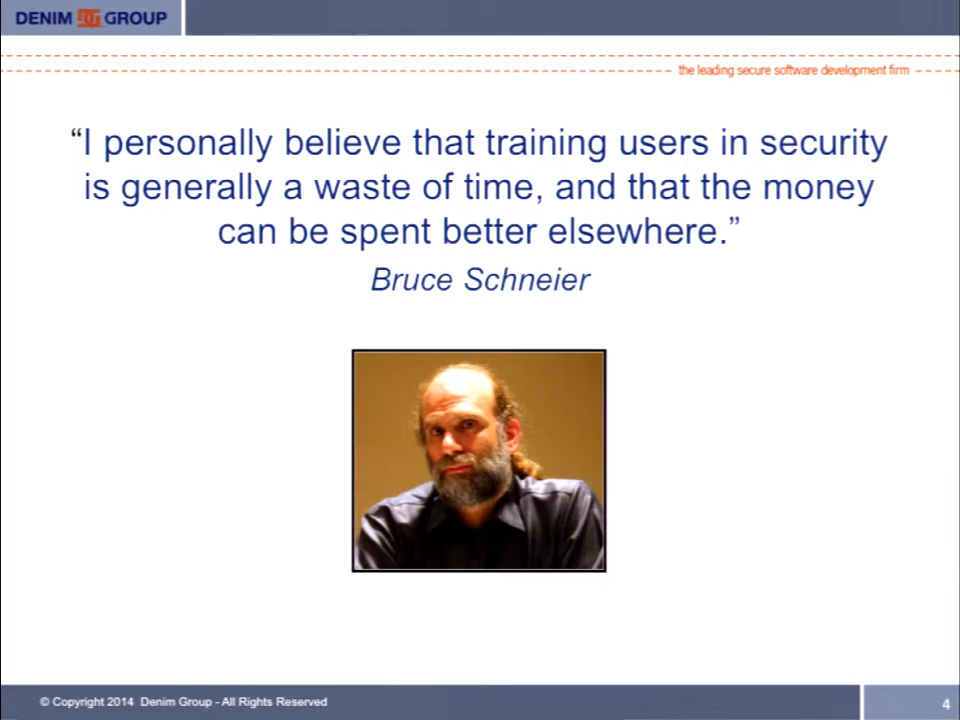 DENIM GROUP
the leading secure software development firm
“I personally believe that training users in security
is generally a waste of time, and that the money
can be spent better elsewhere.”
Bruce Schneier
© Copyright 2014 Denim Group - All Rights Reserved
4